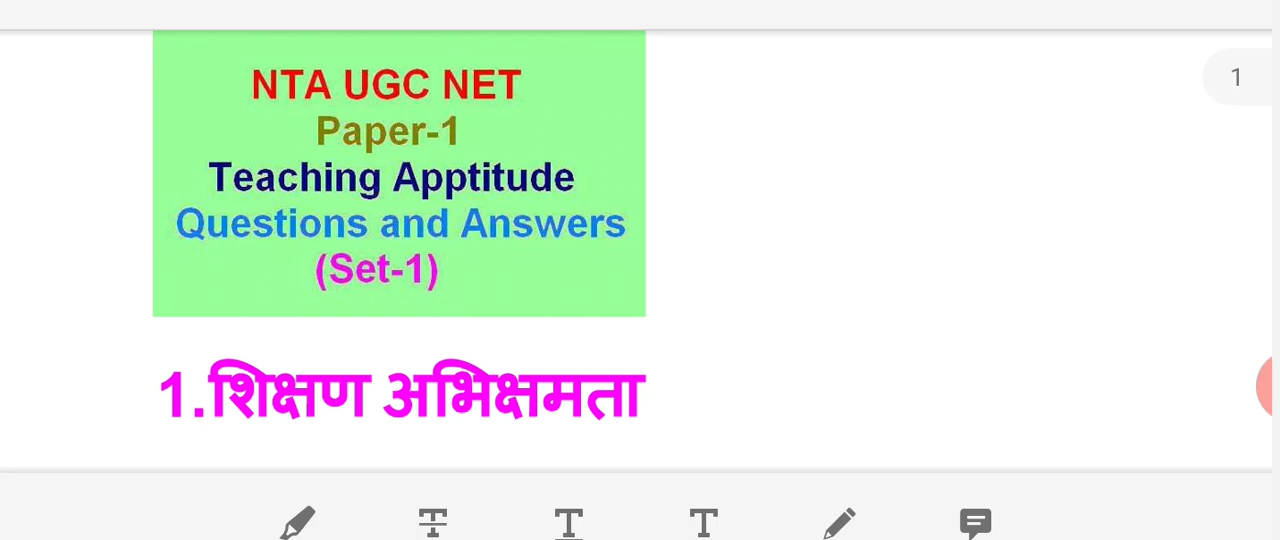 NTA UGC NET
Paper-1
Teaching Apptitude
Questions and Answers
(Set-1)
1
1.शिक्षण अभिक्षमता